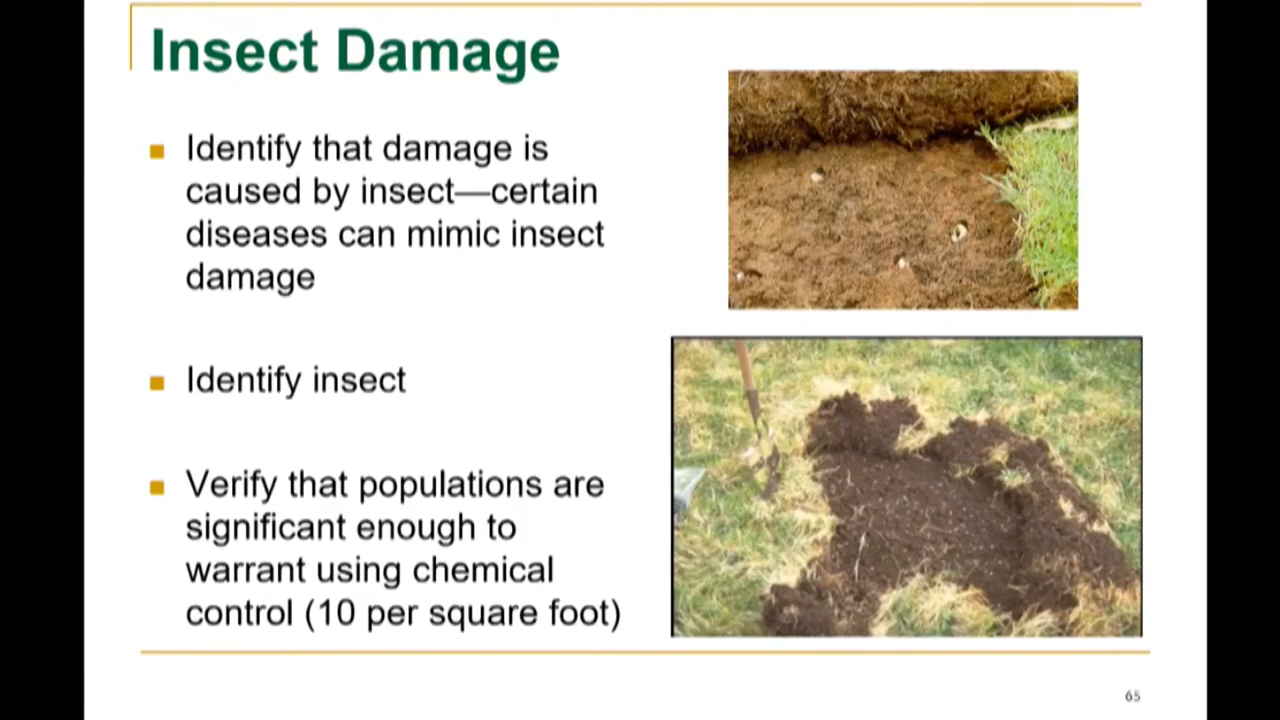 Insect Damage
Identify that damage is
caused by insect—certain
diseases can mimic insect
damage
Identify insect
Verify that populations are
significant enough to
warrant using chemical
control (10 per square foot)
65